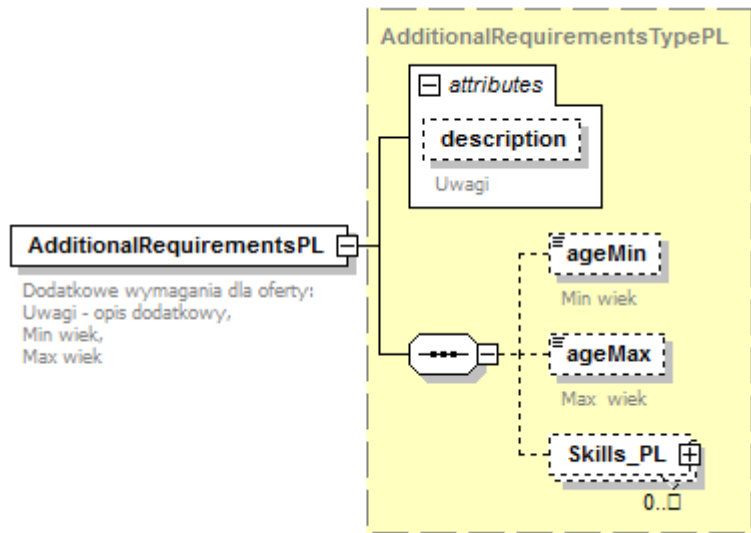 AdditionalRequirementsTypePL
attributes
description
Uwagi
AdditionalRequirementsPL
Dodatkowe wymagania dla oferty:
Uwagi - opis dodatkowy,
Min wiek,
Max wiek
ageMin
Min wiek
ageMax
Max wiek
Skills_PL
0..□